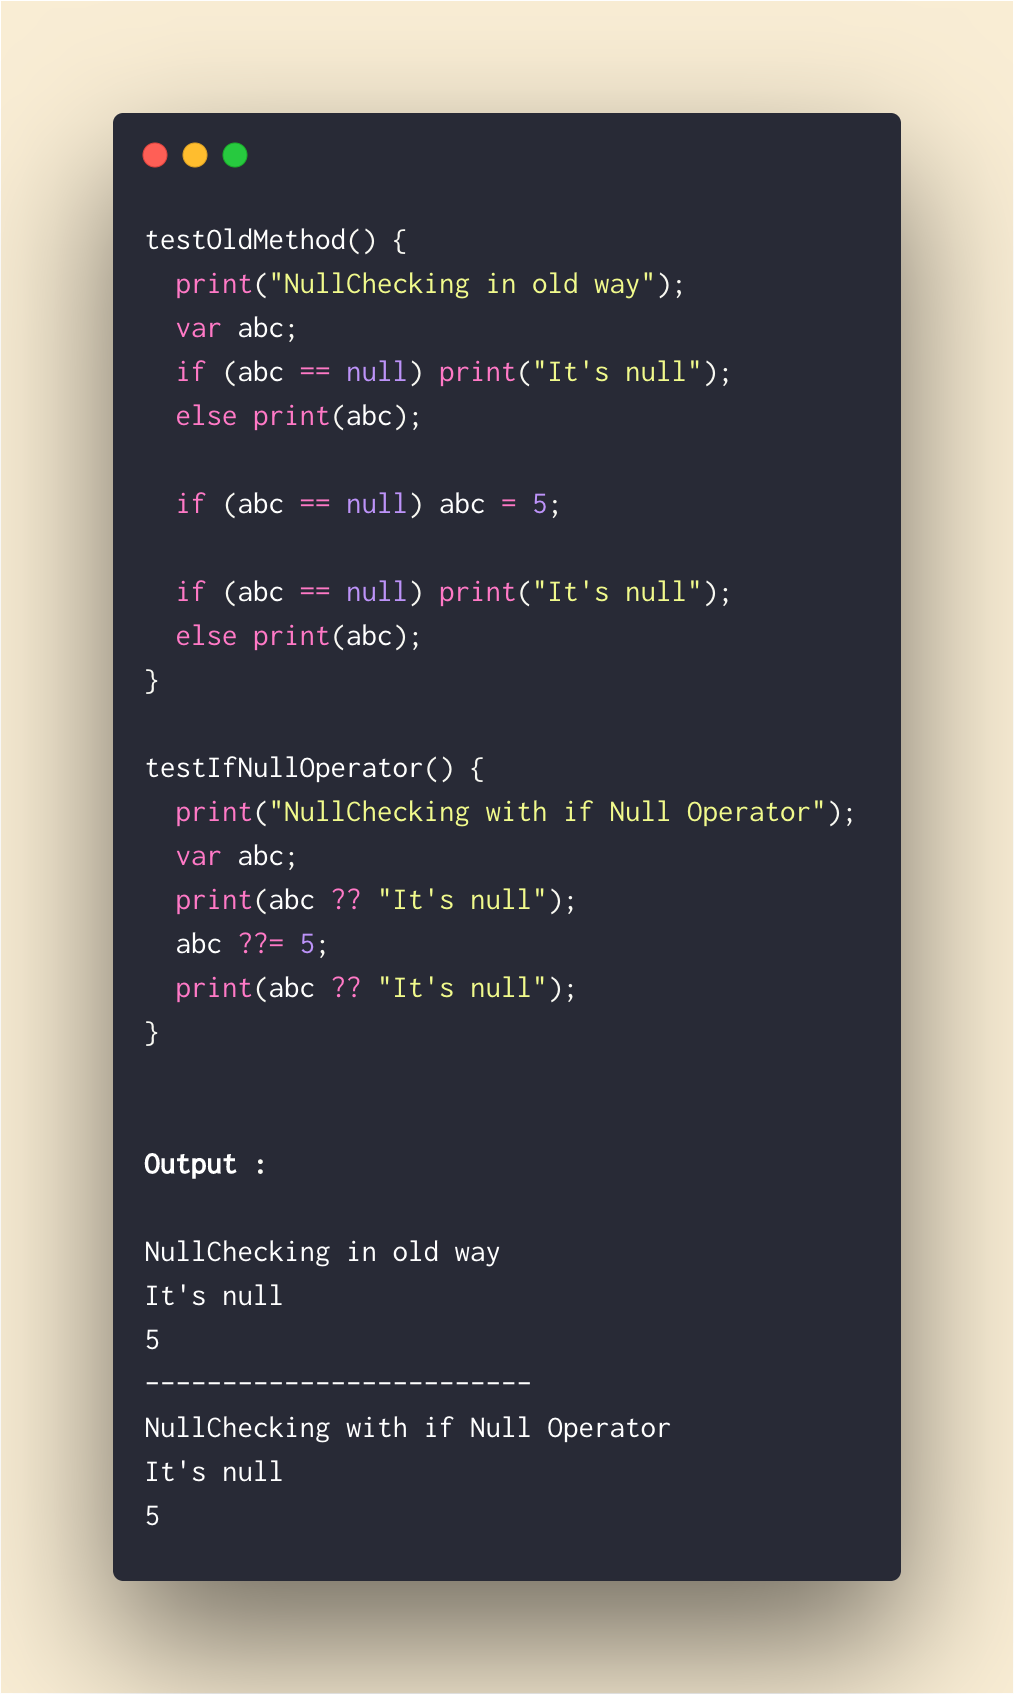 testOldMethod() {
  print("NullChecking in old way");
  var abc;
  if (abc == null) print("It's null");
  else print(abc);

  if (abc == null) abc = 5;

  if (abc == null) print("It's null");
  else print(abc);
}

testIfNullOperator() {
  print("NullChecking with if Null Operator");
  var abc;
  print(abc ?? "It's null");
  abc ??= 5;
  print(abc ?? "It's null");
}

Output :

NullChecking in old way
It's null
5
-------------------------
NullChecking with if Null Operator
It's null
5